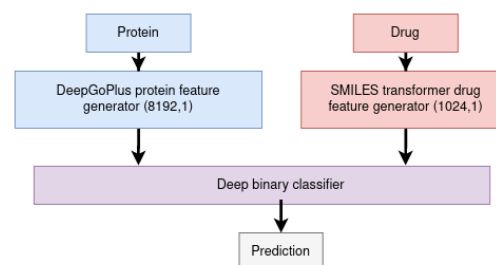 Protein
Drug
DeepGoPlus protein feature
generator (8192,1)
SMILES transformer drug
feature generator (1024,1)
Deep binary classifier
Prediction